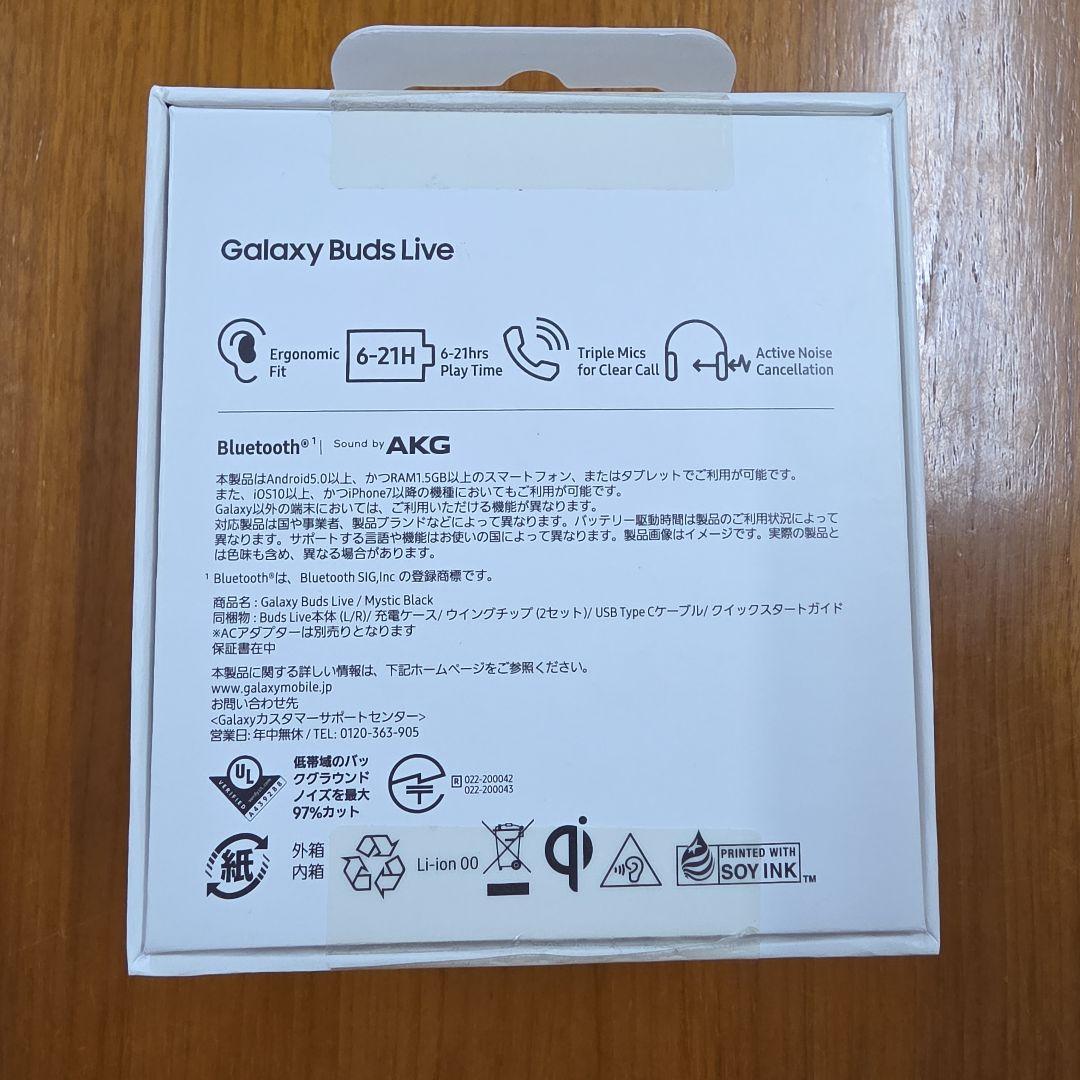 Galaxy Buds Live
Ergonomic
Fit
6-21H
6-21hrs
Play Time
Triple Mics
for Clear Call
Active Noise
Cancellation
Bluetooth®¹| Sound by AKG
本製品はAndroid5.0以上、かつRAM1.5GB以上のスマートフォン、またはタブレットでご利用が可能です。
また、iOS10以上、かつiPhone7以降の機種においてもご利用が可能です。
Galaxy以外の端末においては、ご利用いただける機能が異なります。
対応製品は国や事業者、製品ブランドなどによって異なります。バッテリー駆動時間は製品のご利用状況によって
異なります。サポートする言語や機能はお使いの国によって異なります。製品画像はイメージです。実際の製品と
は色味も含め、異なる場合があります。
¹ Bluetooth®は、Bluetooth SIG,Inc の登録商標です。
商品名 : Galaxy Buds Live / Mystic Black
同梱物 : Buds Live本体 (L/R)/ 充電ケース/ ウイングチップ (2セット)/ USB Type Cケーブル/ クイックスタートガイド
※ACアダプターは別売りとなります
保証書在中
本製品に関する詳しい情報は、下記ホームページをご参照ください。
www.galaxymobile.jp
お問い合わせ先
<Galaxyカスタマーサポートセンター>
営業日: 年中無休 / TEL: 0120-363-905
UL
VERIFIED
A439288
低帯域のバッ
クグラウンド
ノイズを最大
97%カット
R 022-200042
022-200043
紙
外箱
内箱
Li-ion 00
qi
PRINTED WITH
SOY INK TM